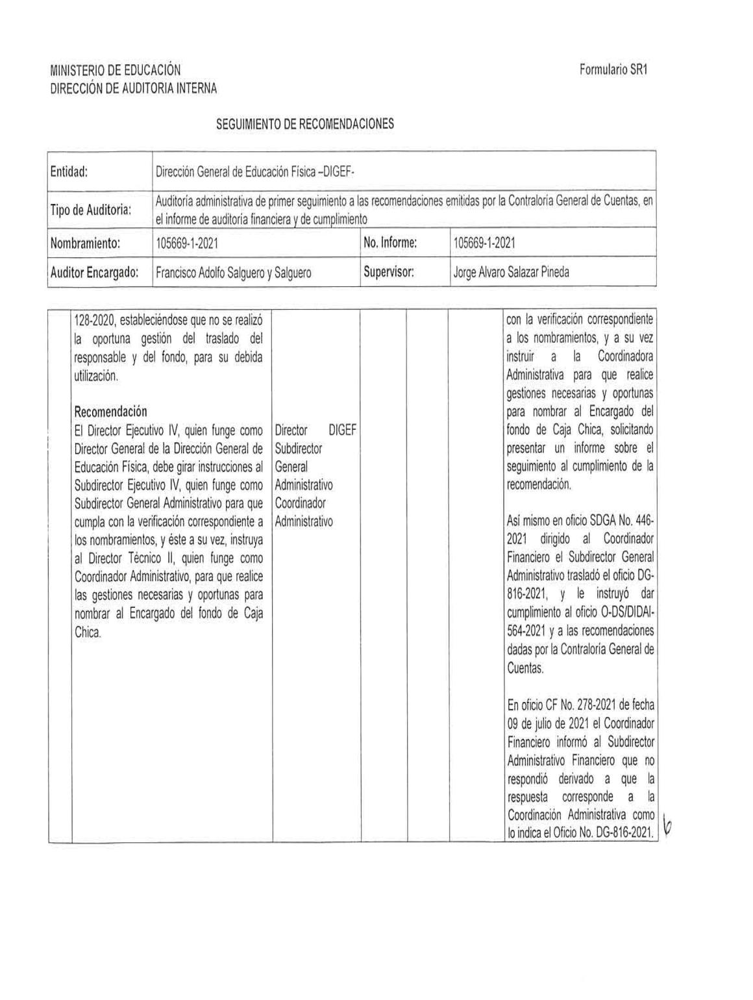 MINISTERIO DE EDUCACIÓN
Formulario SR1
DIRECCIÓN DE AUDITORIA INTERNA
SEGUIMIENTO DE RECOMENDACIONES
Entidad:
Dirección General de Educación Física –DIGEF-
Tipo de Auditoria:
Auditoría administrativa de primer seguimiento a las recomendaciones emitidas por la Contraloría General de Cuentas, en
el informe de auditoría financiera y de cumplimiento
Nombramiento:
105669-1-2021
No. Informe:
105669-1-2021
Auditor Encargado:
Francisco Adolfo Salguero y Salguero
Supervisor:
Jorge Alvaro Salazar Pineda
128-2020, estableciéndose que no se realizó
la oportuna gestión del traslado del
responsable y del fondo, para su debida
utilización.
Recomendación
El Director Ejecutivo IV, quien funge como
Director General de la Dirección General de
Educación Física, debe girar instrucciones al
Subdirector Ejecutivo IV, quien funge como
Subdirector General Administrativo para que
cumpla con la verificación correspondiente a
los nombramientos, y éste a su vez, instruya
al Director Técnico II, quien funge como
Coordinador Administrativo, para que realice
las gestiones necesarias y oportunas para
nombrar al Encargado del fondo de Caja
Chica.
Director DIGEF
Subdirector
General
Administrativo
Coordinador
Administrativo
con la verificación correspondiente
a los nombramientos, y a su vez
instruir a la Coordinadora
Administrativa para que realice
gestiones necesarias y oportunas
para nombrar al Encargado del
fondo de Caja Chica, solicitando
presentar un informe sobre el
seguimiento al cumplimiento de la
recomendación.
Así mismo en oficio SDGA No. 446-
2021 dirigido al Coordinador
Financiero el Subdirector General
Administrativo trasladó el oficio DG-
816-2021, y le instruyó dar
cumplimiento al oficio O-DS/DIDAI-
564-2021 y a las recomendaciones
dadas por la Contraloría General de
Cuentas.
En oficio CF No. 278-2021 de fecha
09 de julio de 2021 el Coordinador
Financiero informó al Subdirector
Administrativo Financiero que no
respondió derivado a que la
respuesta corresponde a la
Coordinación Administrativa como
lo indica el Oficio No. DG-816-2021.